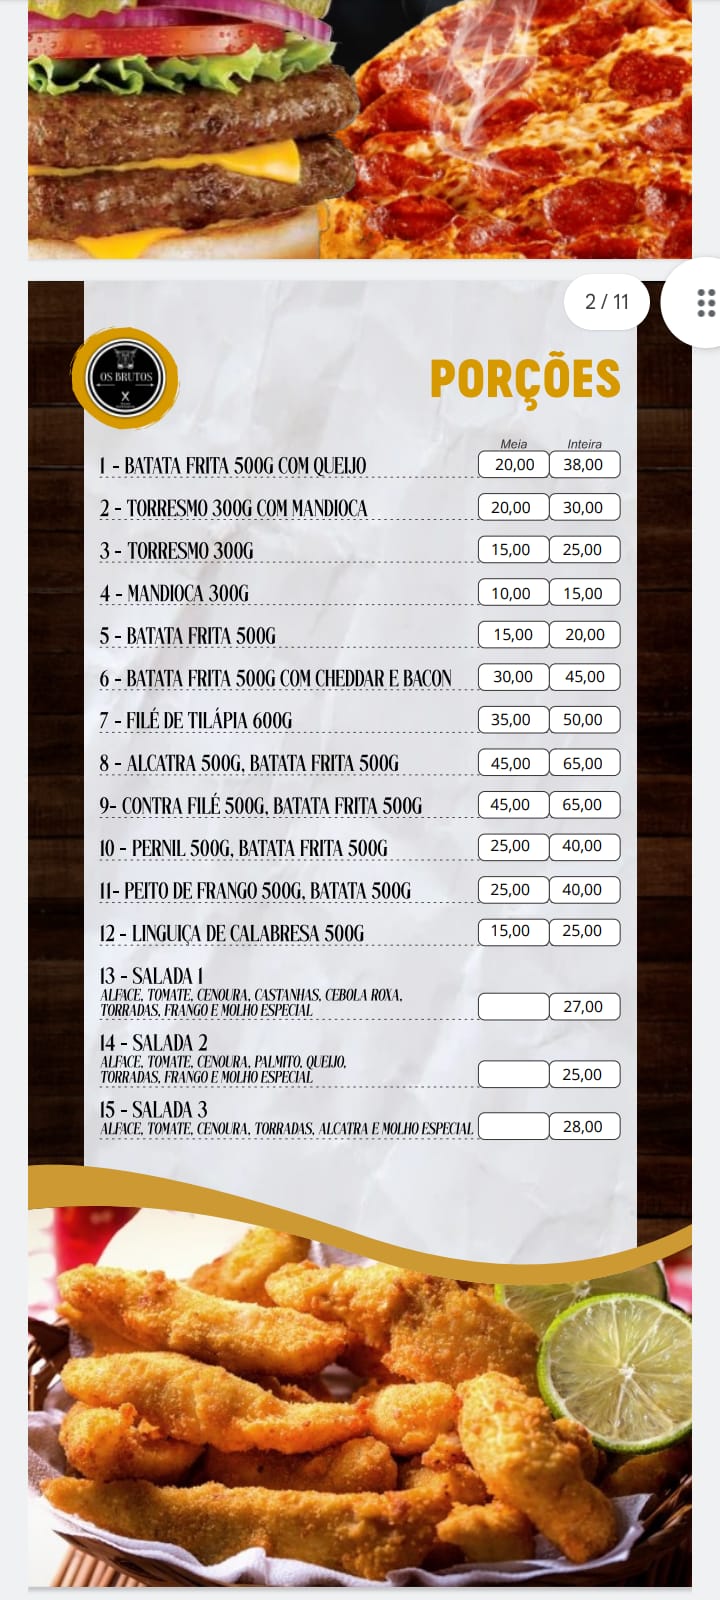 2 / 11
OS BRUTOS
PORÇÕES
Meia Inteira
1 - BATATA FRITA 500G COM QUEIJO 20,00 38,00
2 - TORRESMO 300G COM MANDIOCA 20,00 30,00
3 - TORRESMO 300G 15,00 25,00
4 - MANDIOCA 300G 10,00 15,00
5 - BATATA FRITA 500G 15,00 20,00
6 - BATATA FRITA 500G COM CHEDDAR E BACON 30,00 45,00
7 - FILÉ DE TILÁPIA 600G 35,00 50,00
8 - ALCATRA 500G, BATATA FRITA 500G 45,00 65,00
9- CONTRA FILÉ 500G, BATATA FRITA 500G 45,00 65,00
10 - PERNIL 500G, BATATA FRITA 500G 25,00 40,00
11- PEITO DE FRANGO 500G, BATATA 500G 25,00 40,00
12 - LINGUIÇA DE CALABRESA 500G 15,00 25,00
13 - SALADA 1
ALFACE, TOMATE, CENOURA, CASTANHAS, CEBOLA ROXA,
TORRADAS, FRANGO E MOLHO ESPECIAL 27,00
14 - SALADA 2
ALFACE, TOMATE, CENOURA, PALMITO, QUEIJO,
TORRADAS, FRANGO E MOLHO ESPECIAL 25,00
15 - SALADA 3
ALFACE, TOMATE, CENOURA, TORRADAS, ALCATRA E MOLHO ESPECIAL 28,00